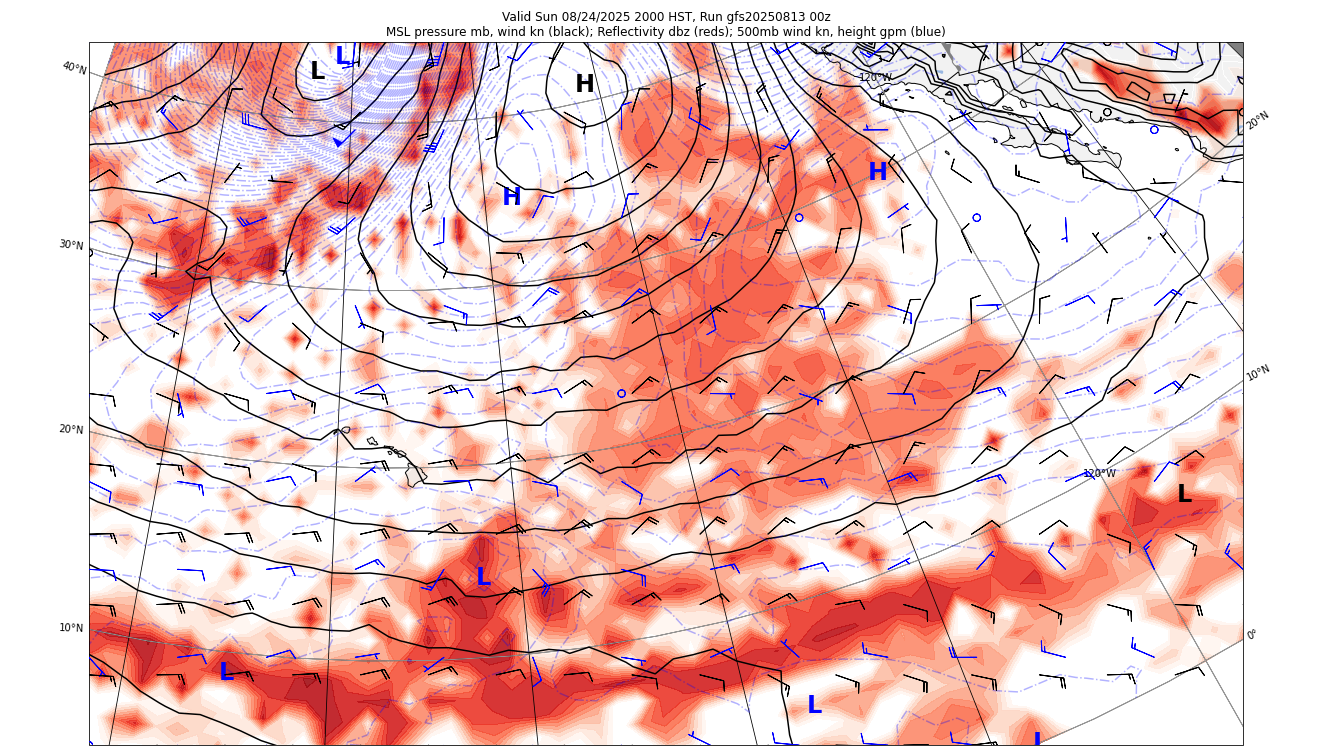 Valid Sun 08/24/2025 2000 HST, Run gfs20250813 00z
MSL pressure mb, wind kn (black); Reflectivity dbz (reds); 500mb wind kn, height gpm (blue)
40°N
L
L
H
120°W
20°N
H
H
30°N
10°N
20°N
120°W
L
L
10°N
0°
L
L
L